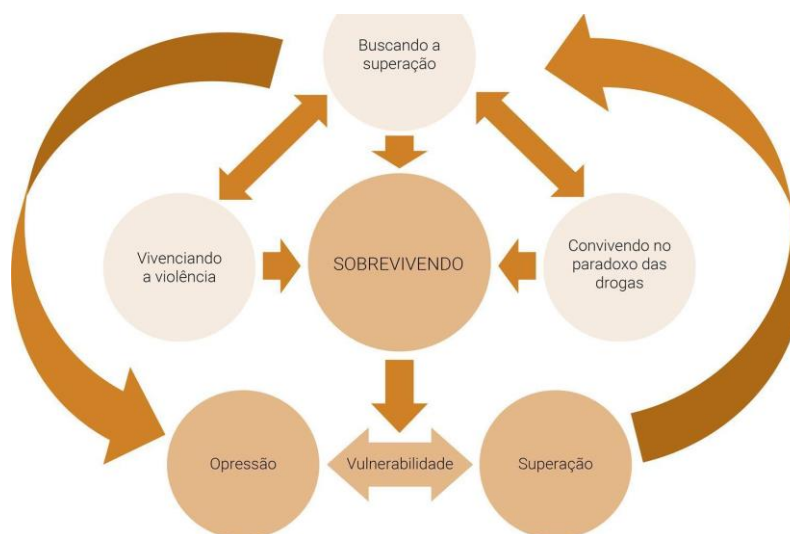 Buscando a
superação
Vivenciando
a violência
SOBREVIVENDO
Convivendo no
paradoxo das
drogas
Opressão
Vulnerabilidade
Superação